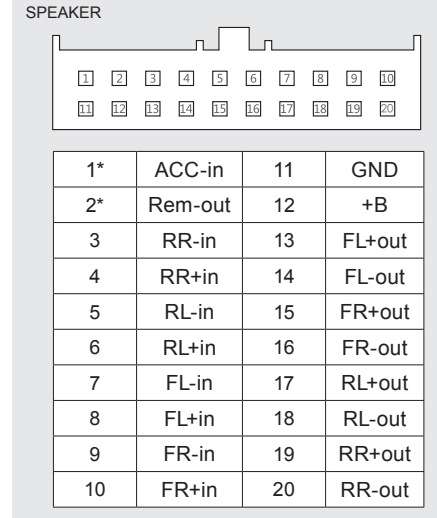 SPEAKER
1 2 3 4 5 6 7 8 9 10
11 12 13 14 15 16 17 18 19 20
1* ACC-in 11 GND
2* Rem-out 12 +B
3 RR-in 13 FL+out
4 RR+in 14 FL-out
5 RL-in 15 FR+out
6 RL+in 16 FR-out
7 FL-in 17 RL+out
8 FL+in 18 RL-out
9 FR-in 19 RR+out
10 FR+in 20 RR-out